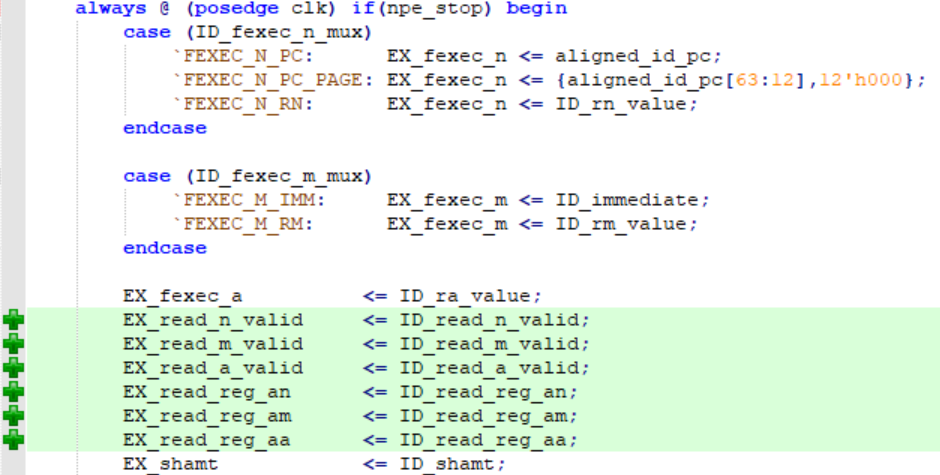 always @ (posedge clk) if(npe_stop) begin
case (ID_fexec_n_mux)
`FEXEC_N_PC: EX_fexec_n <= aligned_id_pc;
`FEXEC_N_PC_PAGE: EX_fexec_n <= {aligned_id_pc[63:12],12'h000};
`FEXEC_N_RN: EX_fexec_n <= ID_rn_value;
endcase
case (ID_fexec_m_mux)
`FEXEC_M_IMM: EX_fexec_m <= ID_immediate;
`FEXEC_M_RM: EX_fexec_m <= ID_rm_value;
endcase
EX_fexec_a <= ID_ra_value;
EX_read_n_valid <= ID_read_n_valid;
EX_read_m_valid <= ID_read_m_valid;
EX_read_a_valid <= ID_read_a_valid;
EX_read_reg_an <= ID_read_reg_an;
EX_read_reg_am <= ID_read_reg_am;
EX_read_reg_aa <= ID_read_reg_aa;
EX_shamt <= ID_shamt;